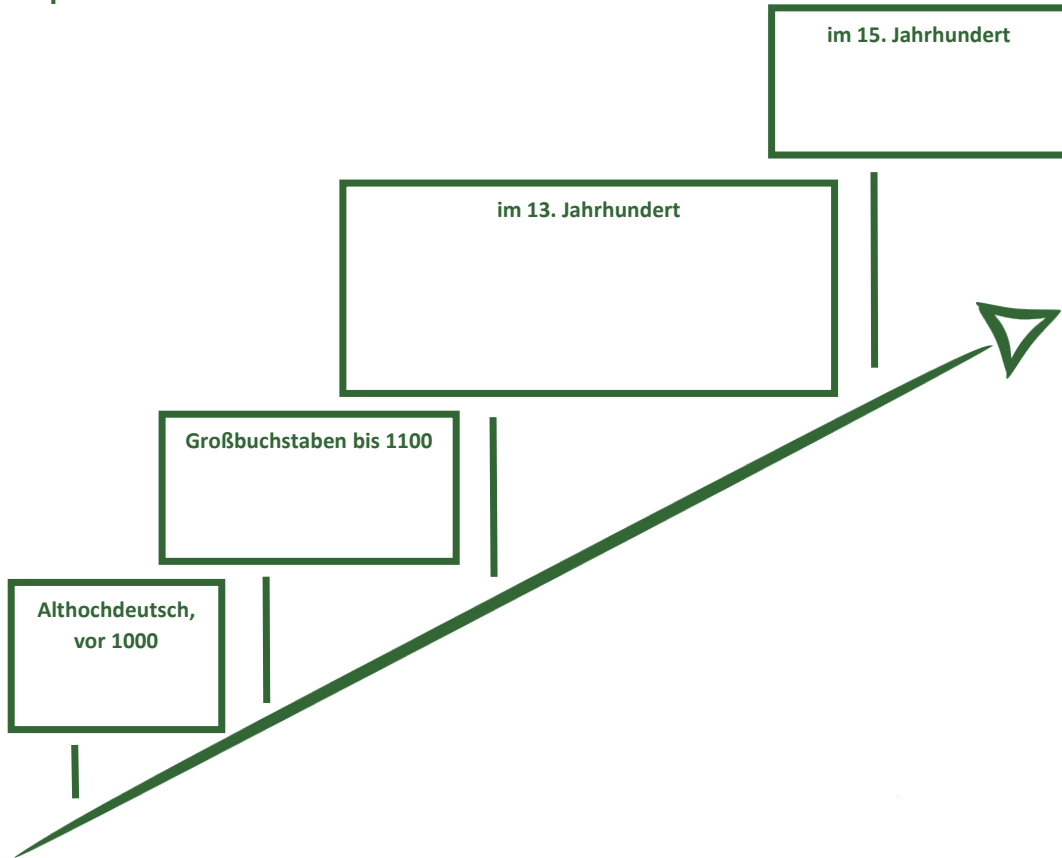 im 15. Jahrhundert
im 13. Jahrhundert
Großbuchstaben bis 1100
Althochdeutsch,
vor 1000